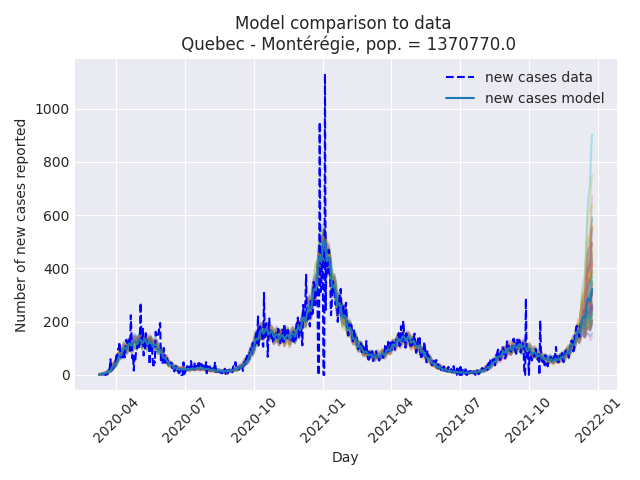 Model comparison to data
Quebec - Montérégie, pop. = 1370770.0
new cases data
new cases model
Number of new cases reported
1000
800
600
400
200
0
2020-04
2020-07
2020-10
2021-01
2021-04
2021-07
2021-10
2022-01
Day